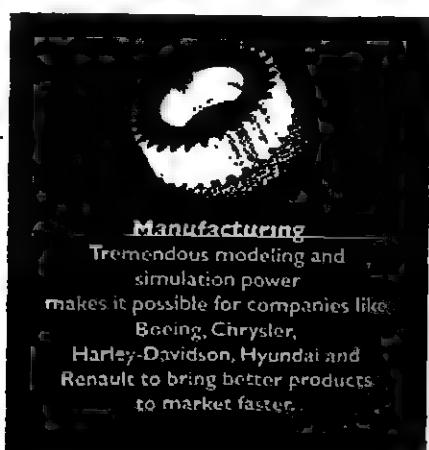 Manufacturing
Tremendous modeling and
simulation power
makes it possible for companies like
Boeing, Chrysler,
Harley-Davidson, Hyundai and
Renault to bring better products
to market faster.